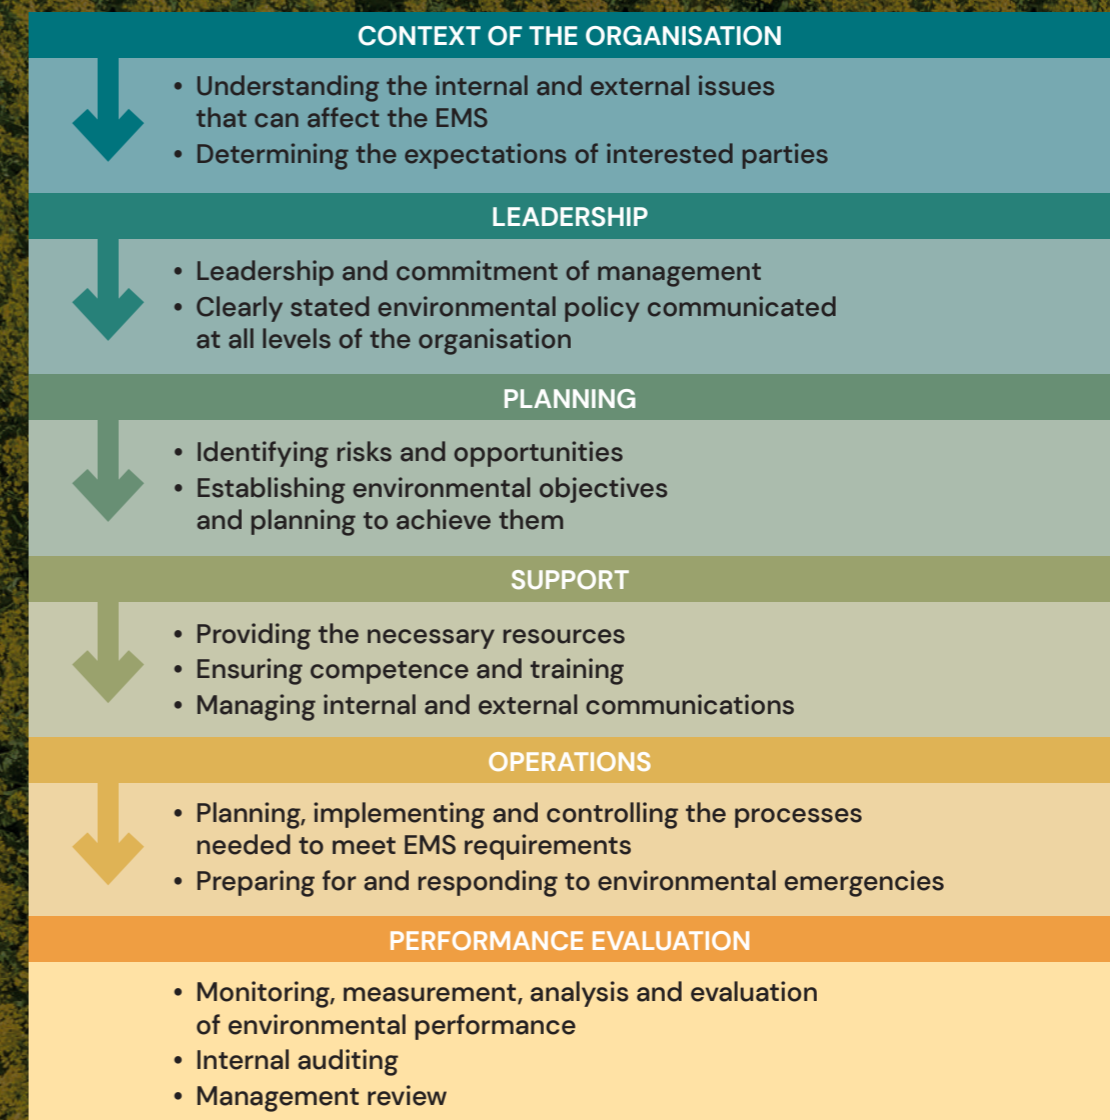 CONTEXT OF THE ORGANISATION
• Understanding the internal and external issues
that can affect the EMS
• Determining the expectations of interested parties
LEADERSHIP
• Leadership and commitment of management
• Clearly stated environmental policy communicated
at all levels of the organisation
PLANNING
• Identifying risks and opportunities
• Establishing environmental objectives
and planning to achieve them
SUPPORT
• Providing the necessary resources
• Ensuring competence and training
• Managing internal and external communications
OPERATIONS
• Planning, implementing and controlling the processes
needed to meet EMS requirements
• Preparing for and responding to environmental emergencies
PERFORMANCE EVALUATION
• Monitoring, measurement, analysis and evaluation
of environmental performance
• Internal auditing
• Management review